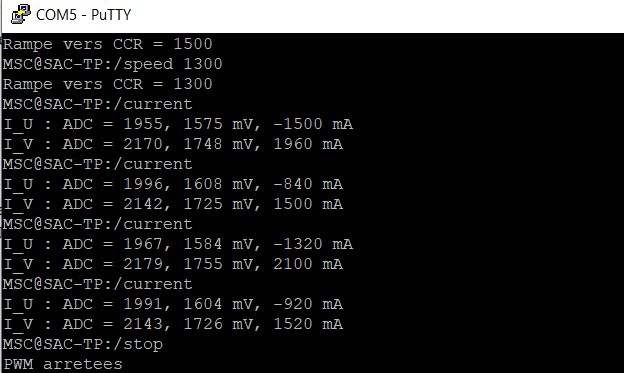 COM5 - PuTTY
Rampe vers CCR = 1500
MSC@SAC-TP:/speed 1300
Rampe vers CCR = 1300
MSC@SAC-TP:/current
I_U : ADC = 1955, 1575 mV, -1500 mA
I_V : ADC = 2170, 1748 mV, 1960 mA
MSC@SAC-TP:/current
I_U : ADC = 1996, 1608 mV, -840 mA
I_V : ADC = 2142, 1725 mV, 1500 mA
MSC@SAC-TP:/current
I_U : ADC = 1967, 1584 mV, -1320 mA
I_V : ADC = 2179, 1755 mV, 2100 mA
MSC@SAC-TP:/current
I_U : ADC = 1991, 1604 mV, -920 mA
I_V : ADC = 2143, 1726 mV, 1520 mA
MSC@SAC-TP:/stop
PWM arretees